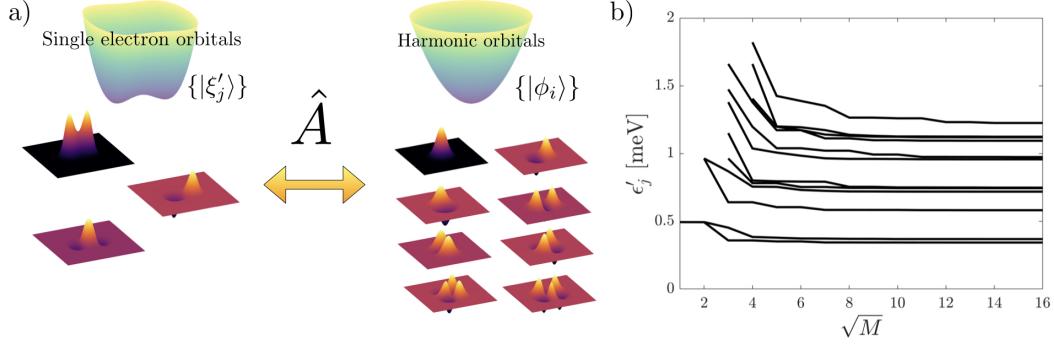 a)
Single electron orbitals
{|ξ′_j⟩}
Â
Harmonic orbitals
{|ϕ_i⟩}
b)
ϵ′_j [meV]
2
1.5
1
0.5
0
2 4 6 8 10 12 14 16
√M